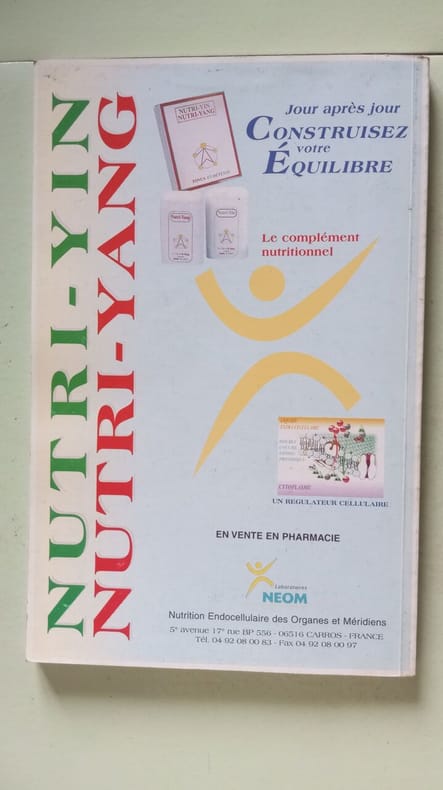 NUTRI-YIN
NUTRI-YANG
Jour après jour
CONSTRUISEZ
votre
ÉQUILIBRE
NUTRI-YIN
NUTRI-YANG
Le complément
nutritionnel
EXTRA CELLULAIRE
CYTOPLASME
UN REGULATEUR CELLULAIRE
EN VENTE EN PHARMACIE
Laboratoires
NEOM
Nutrition Endocellulaire des Organes et Méridiens
5e avenue 17e rue BP 556 - 06516 CARROS - FRANCE
Tél. 04 92 08 00 83 - Fax 04 92 08 00 97